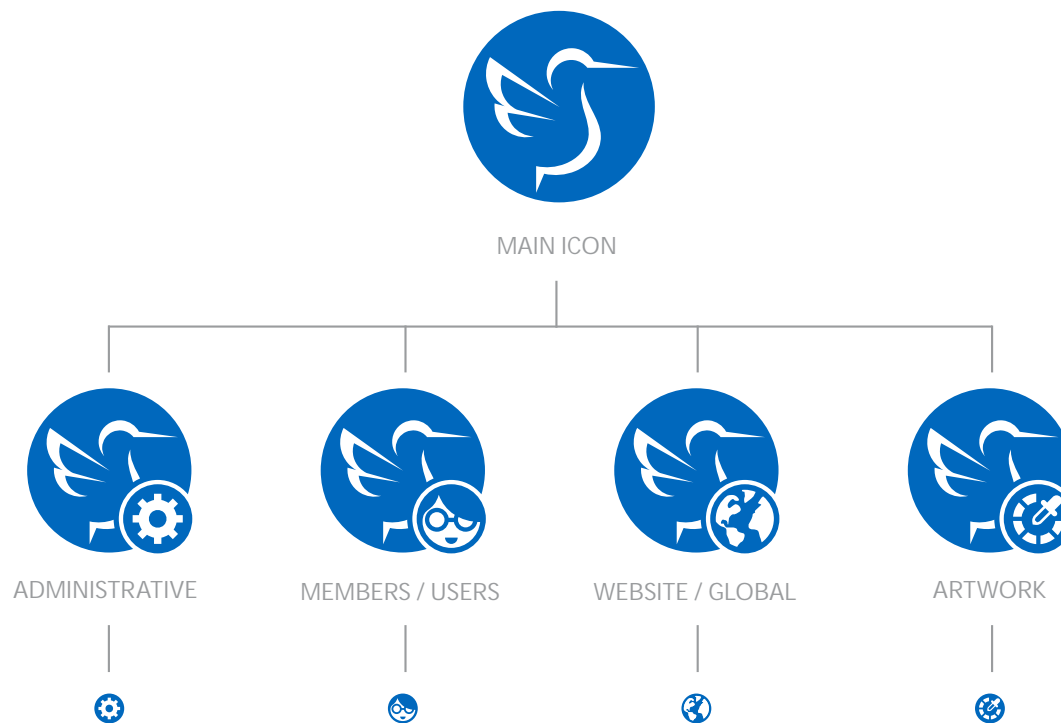 MAIN ICON
ADMINISTRATIVE
MEMBERS / USERS
WEBSITE / GLOBAL
ARTWORK